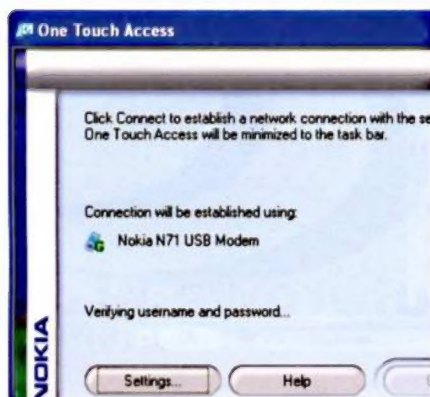 One Touch Access
Click Connect to establish a network connection with the se
One Touch Access will be minimized to the task bar.
Connection will be established using:
Nokia N71 USB Modem
Verifying username and password...
NOKIA
Settings...
Help